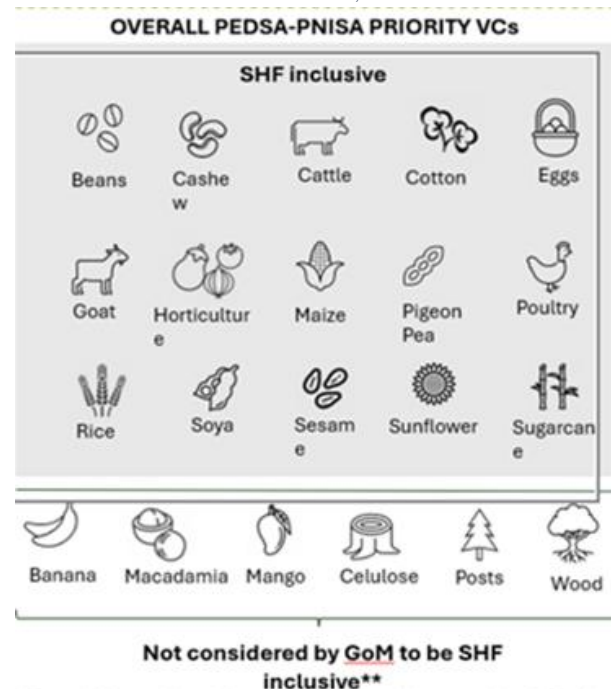 OVERALL PEDSA-PNISA PRIORITY VCs
SHF inclusive
Beans Cashe Cattle Cotton Eggs
w
Goat Horticultur Maize Pigeon Poultry
e Pea
Rice Soya Sesam Sunflower Sugarcan
e e
Banana Macadamia Mango Celulose Posts Wood
Not considered by GoM to be SHF
inclusive**